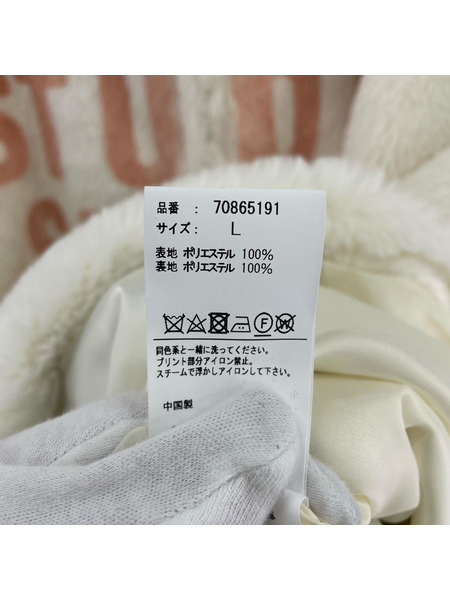 STUD
品番 : 70865191
サイズ : L
表地 ポリエステル 100%
裏地 ポリエステル 100%
F W
同色系と一緒に洗ってください。
プリント部分アイロン禁止。
スチームで浮かしアイロンして下さい。
中国製